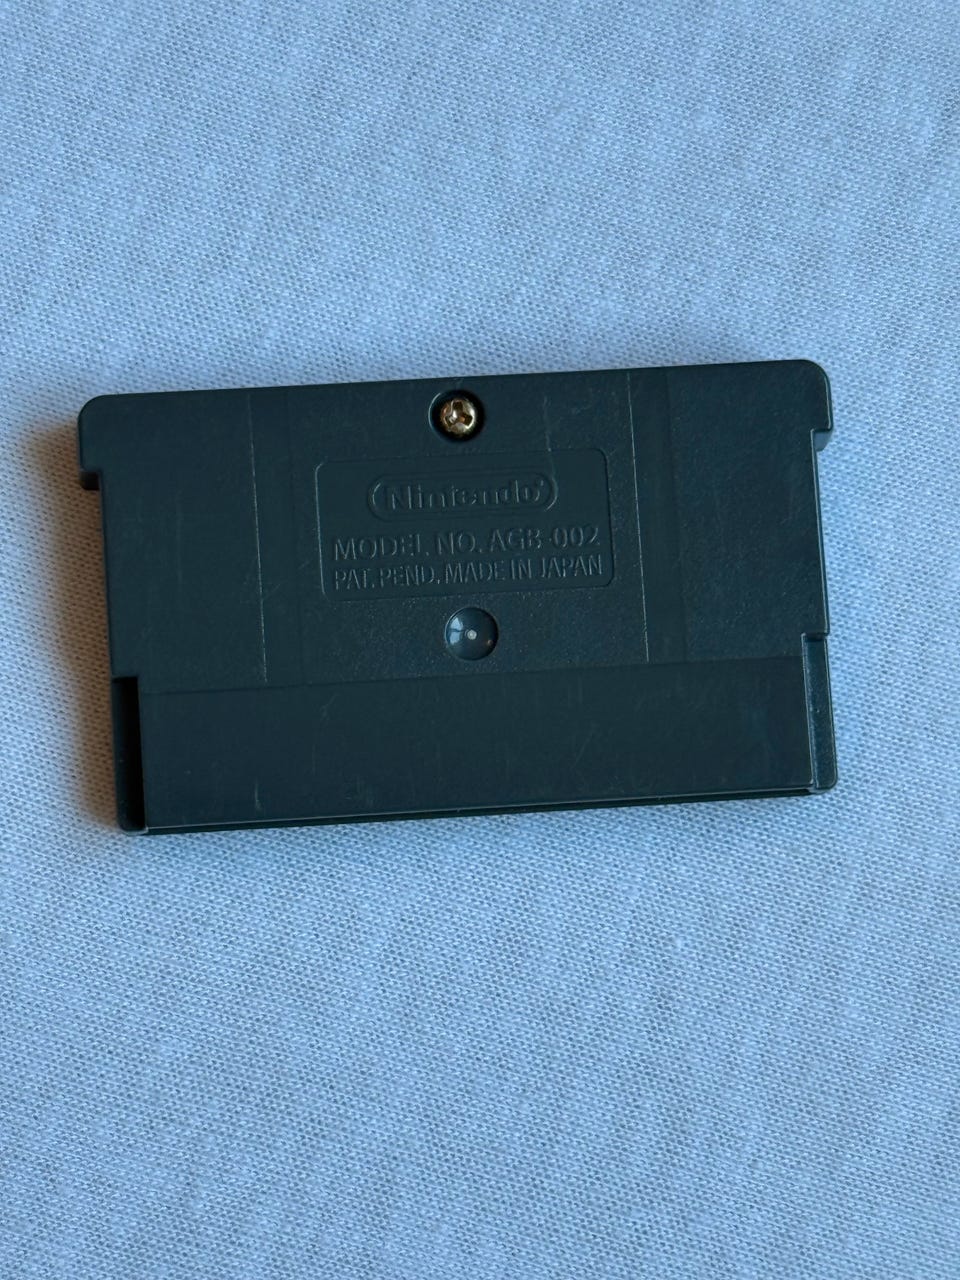 Nintendo
MODEL NO. AGB-002
PAT. PEND. MADE IN JAPAN